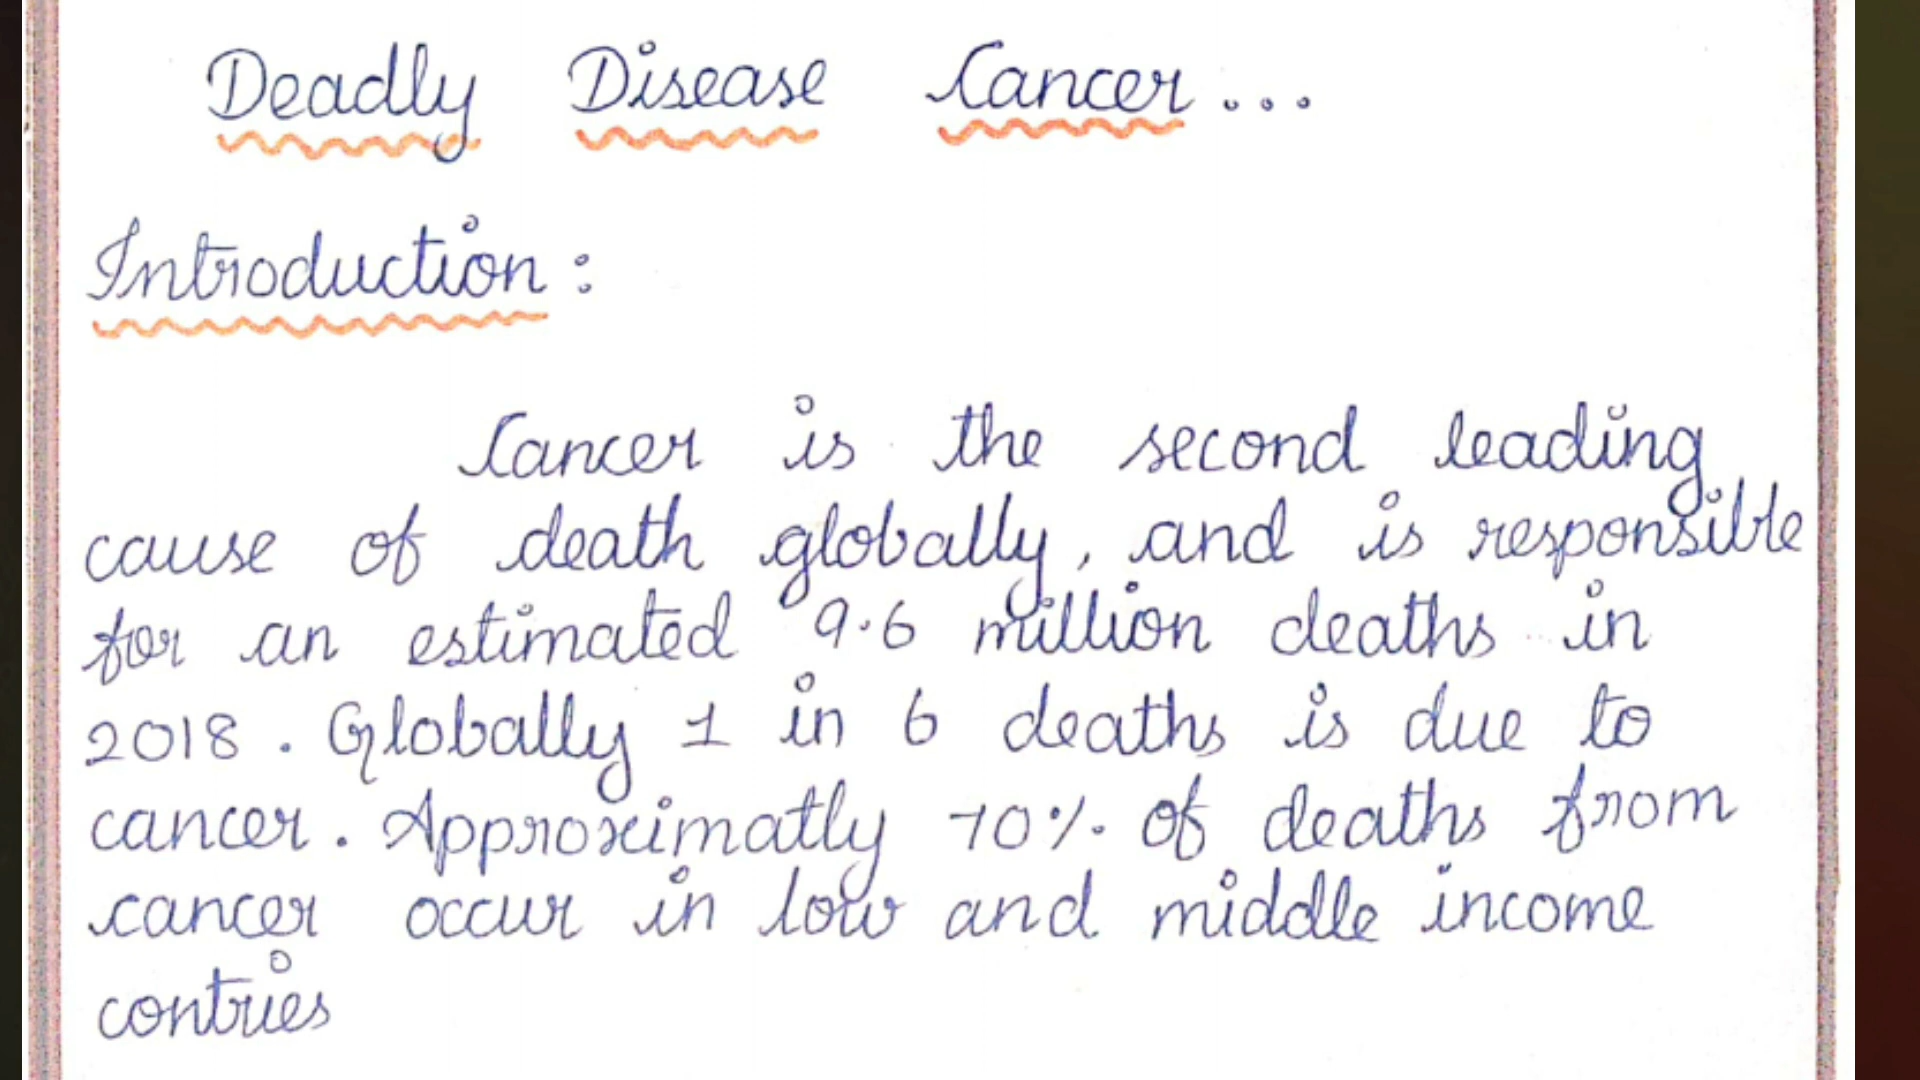 Deadly Disease Cancer...
Introduction :
Cancer is the second leading
cause of death globally, and is responsible
for an estimated 9.6 million deaths in
2018. Globally 1 in 6 deaths is due to
cancer. Approximatly 70% of deaths from
cancer occur in low and middle income
contries